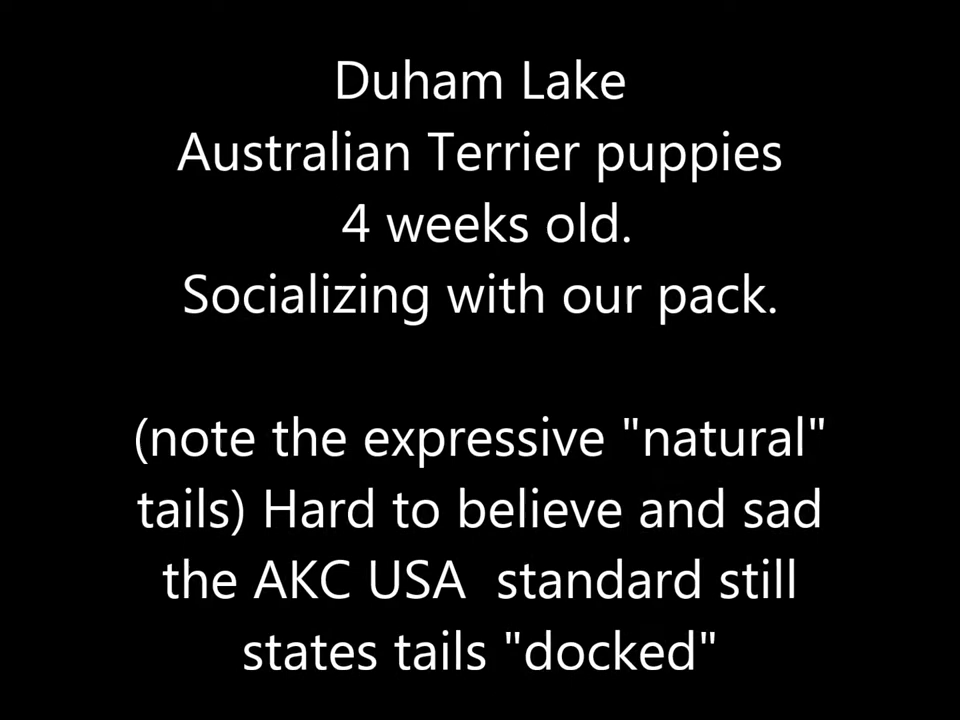 Duham Lake
Australian Terrier puppies
4 weeks old.
Socializing with our pack.
(note the expressive "natural"
tails) Hard to believe and sad
the AKC USA  standard still
states tails "docked"